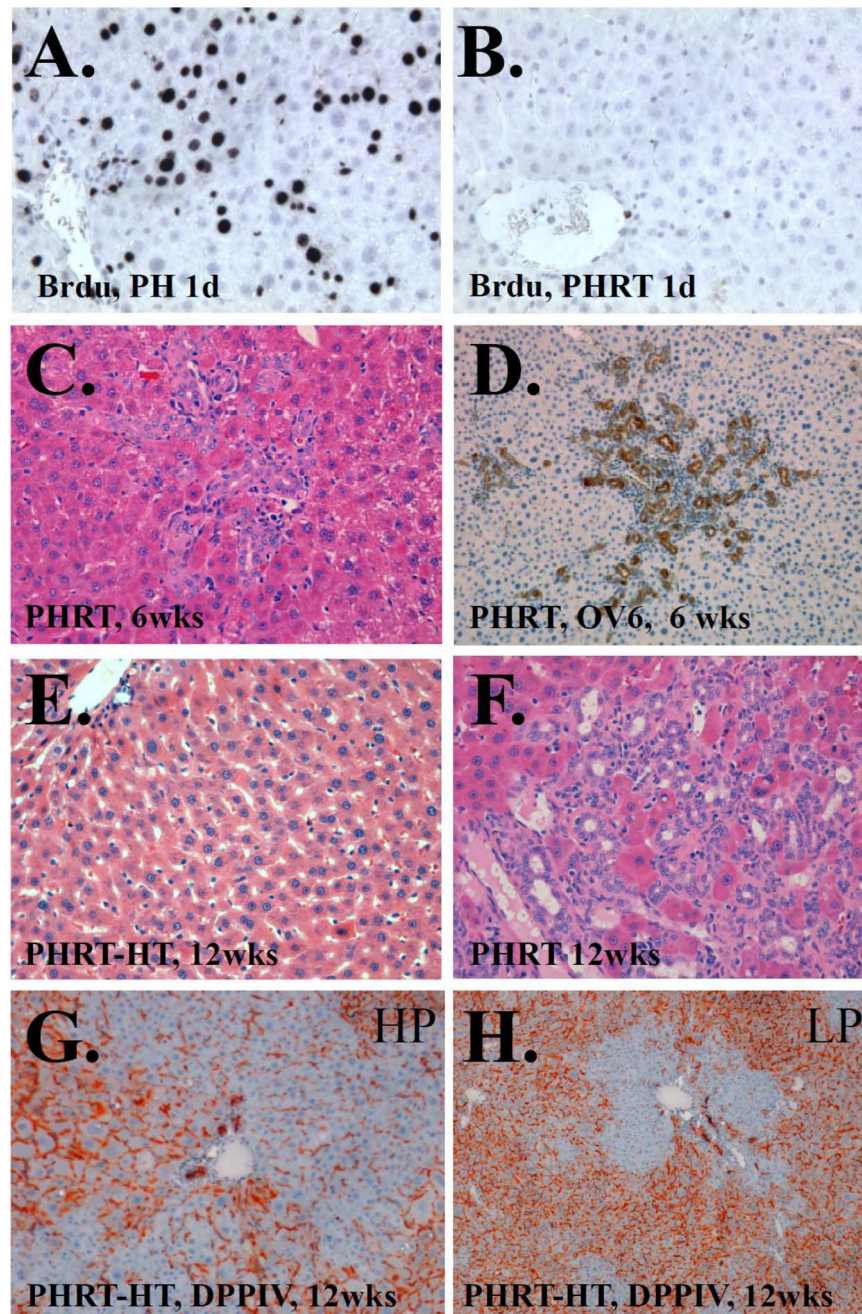 A.
Brdu, PH 1d
B.
Brdu, PHRT 1d
C.
PHRT, 6wks
D.
PHRT, OV6, 6 wks
E.
PHRT-HT, 12wks
F.
PHRT 12wks
G.
HP
PHRT-HT, DPPIV, 12wks
H.
LP
PHRT-HT, DPPIV, 12wks